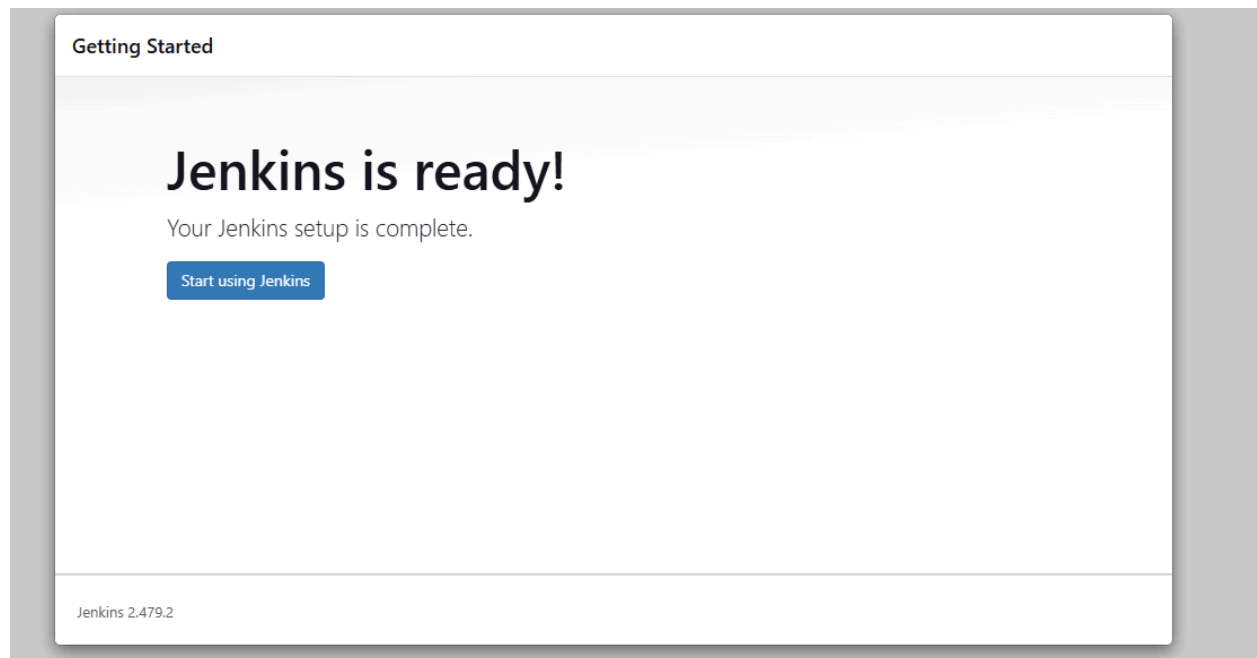 Getting Started
Jenkins is ready!
Your Jenkins setup is complete.
Start using Jenkins
Jenkins 2.479.2